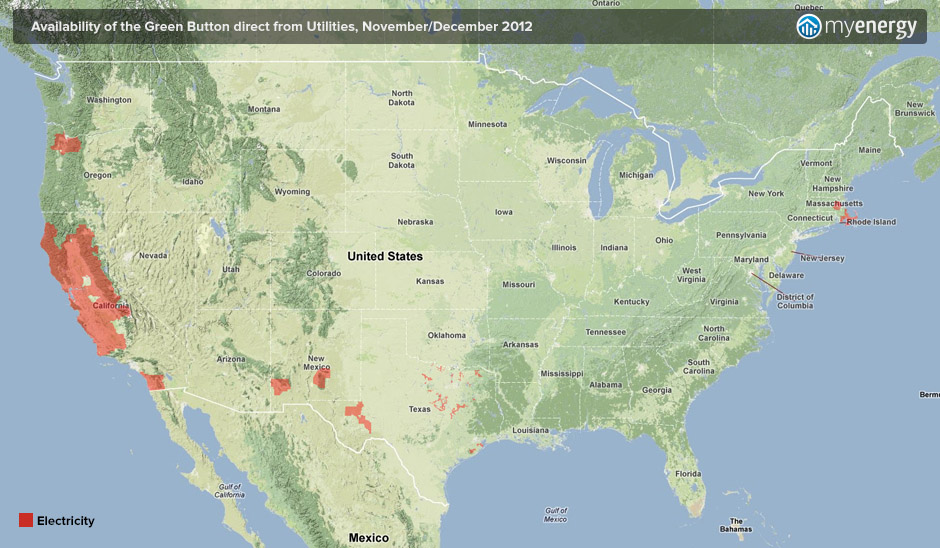 Ontario
Quebec
Availability of the Green Button direct from Utilities, November/December 2012
myenergy
Washington
Montana
North
Dakota
Minnesota
New
Brunswick
Maine
Oregon
Idaho
South
Dakota
Wisconsin
Michigan
Vermont
New
Hampshire
Wyoming
New York
Massachusetts
Nebraska
Iowa
Connecticut
Rhode Island
Nevada
Utah
Colorado
United States
Illinois
Indiana
Ohio
Pennsylvania
New Jersey
Maryland
Delaware
Kansas
Missouri
West
Virginia
District of
Columbia
California
Kentucky
Virginia
Oklahoma
Arkansas
Tennessee
North
Carolina
Arizona
New
Mexico
Mississippi
Alabama
Georgia
South
Carolina
Texas
Louisiana
Berm
Florida
Gulf of
California
Gulf of
Mexico
The
Bahamas
Electricity
Mexico